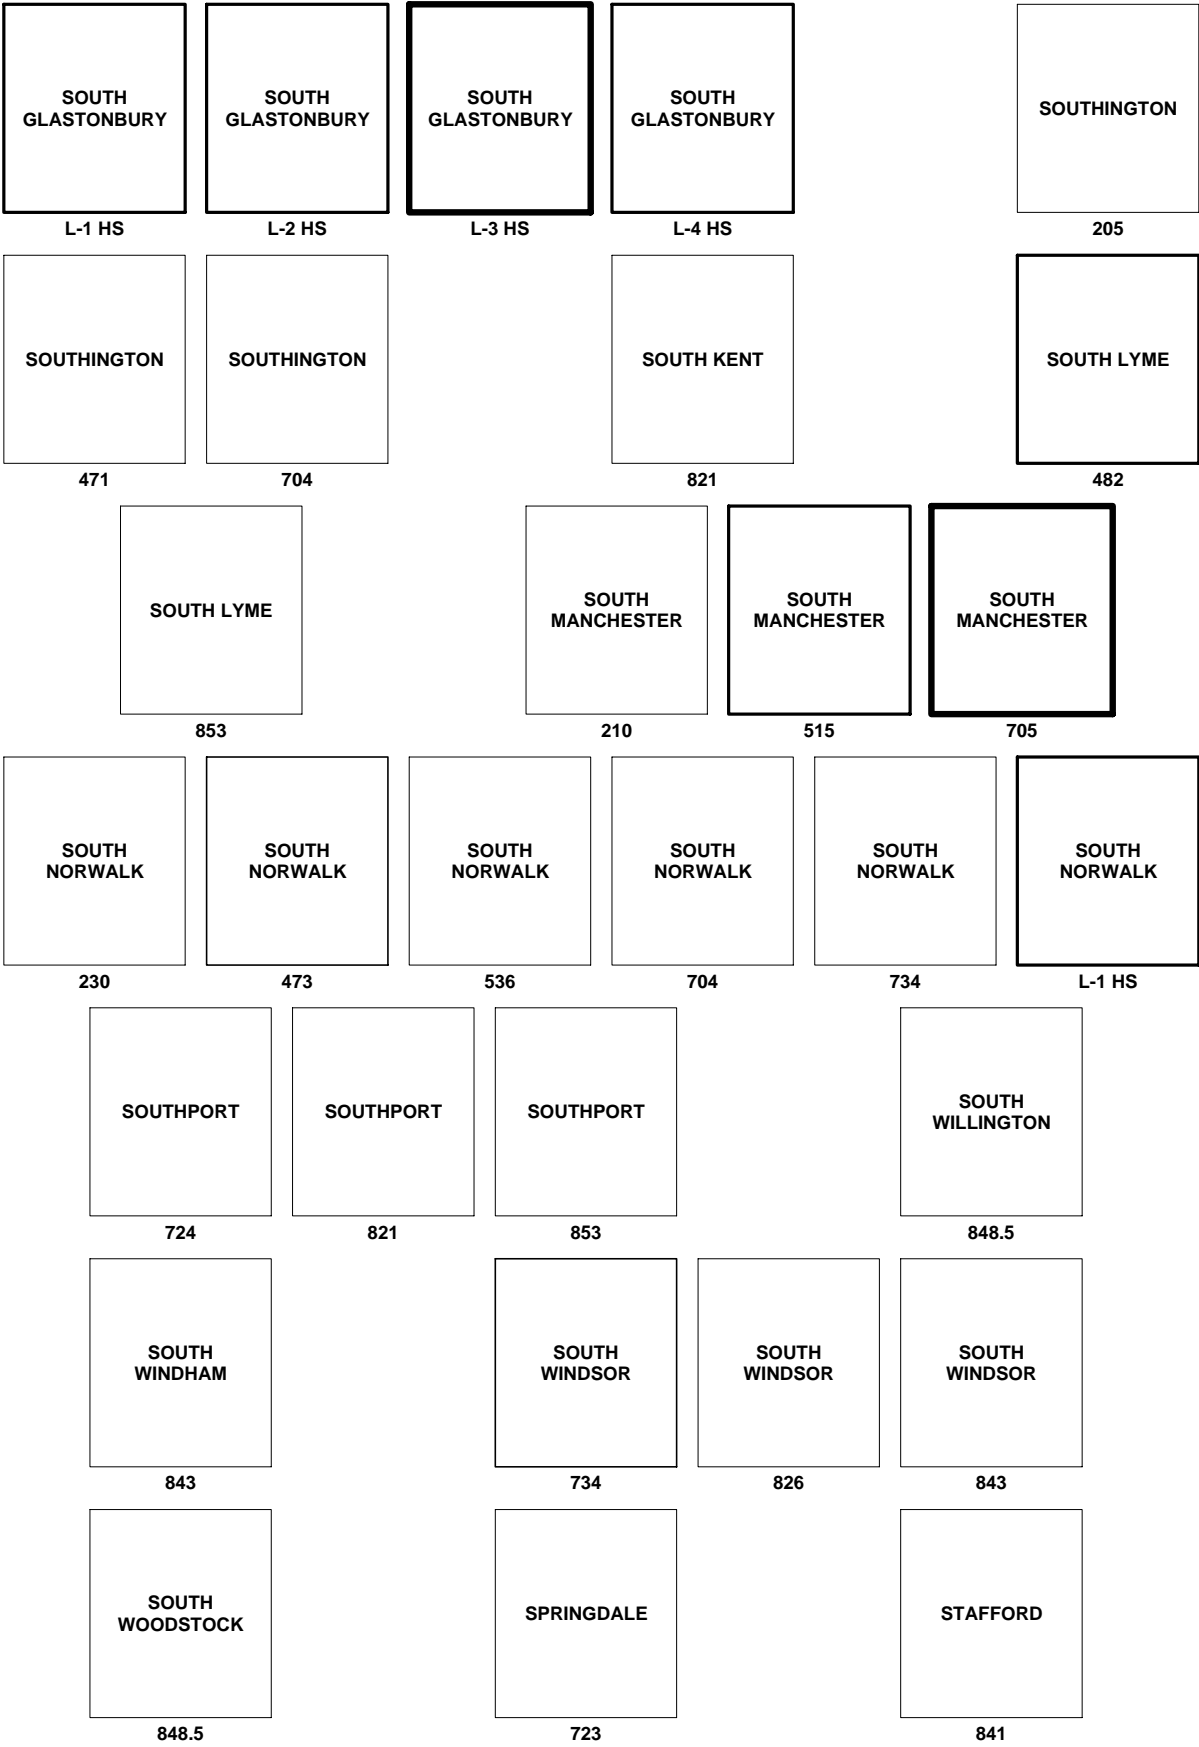 SOUTH
GLASTONBURY
L-1 HS
SOUTH
GLASTONBURY
L-2 HS
SOUTH
GLASTONBURY
L-3 HS
SOUTH
GLASTONBURY
L-4 HS
SOUTHINGTON
205
SOUTHINGTON
471
SOUTHINGTON
704
SOUTH KENT
821
SOUTH LYME
482
SOUTH LYME
853
SOUTH
MANCHESTER
210
SOUTH
MANCHESTER
515
SOUTH
MANCHESTER
705
SOUTH
NORWALK
230
SOUTH
NORWALK
473
SOUTH
NORWALK
536
SOUTH
NORWALK
704
SOUTH
NORWALK
734
SOUTH
NORWALK
L-1 HS
SOUTHPORT
724
SOUTHPORT
821
SOUTHPORT
853
SOUTH
WILLINGTON
848.5
SOUTH
WINDHAM
843
SOUTH
WINDSOR
734
SOUTH
WINDSOR
826
SOUTH
WINDSOR
843
SOUTH
WOODSTOCK
848.5
SPRINGDALE
723
STAFFORD
841